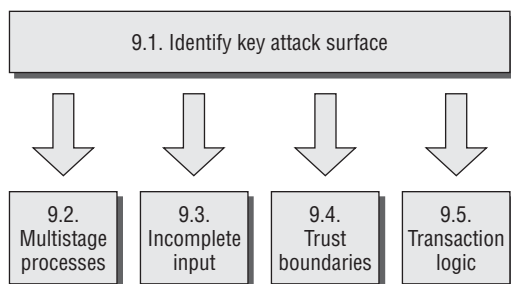 9.1. Identify key attack surface
9.2.
Multistage
processes
9.3.
Incomplete
input
9.4.
Trust
boundaries
9.5.
Transaction
logic